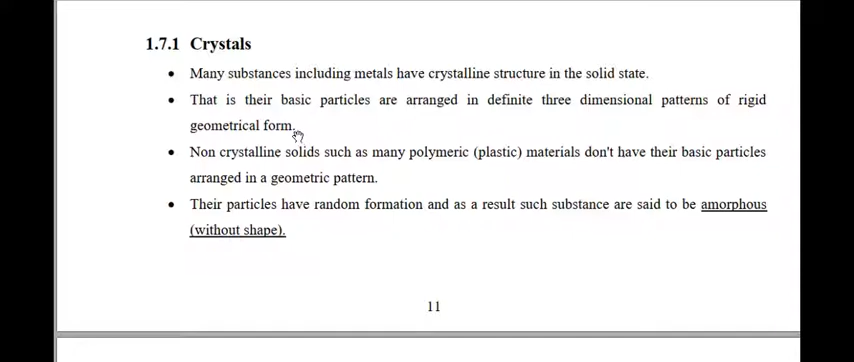 1.7.1 Crystals
• Many substances including metals have crystalline structure in the solid state.
• That is their basic particles are arranged in definite three dimensional patterns of rigid
geometrical form.
• Non crystalline solids such as many polymeric (plastic) materials don't have their basic particles
arranged in a geometric pattern.
• Their particles have random formation and as a result such substance are said to be amorphous
(without shape).
11